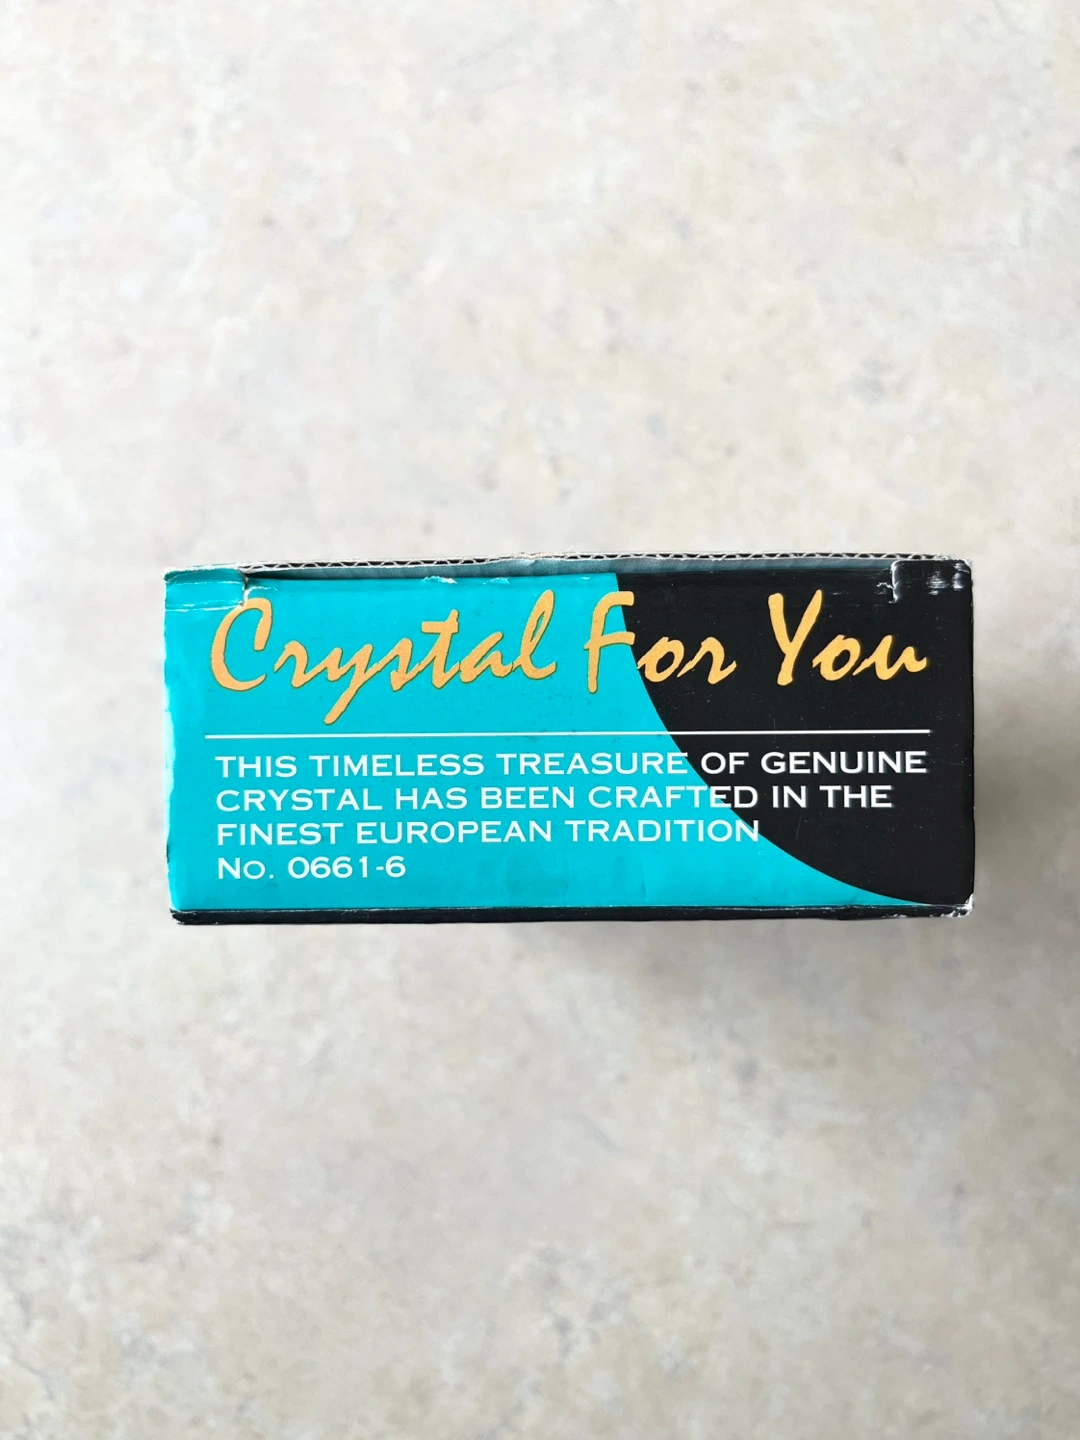 Crystal For You
THIS TIMELESS TREASURE OF GENUINE
CRYSTAL HAS BEEN CRAFTED IN THE
FINEST EUROPEAN TRADITION
No. 0661-6